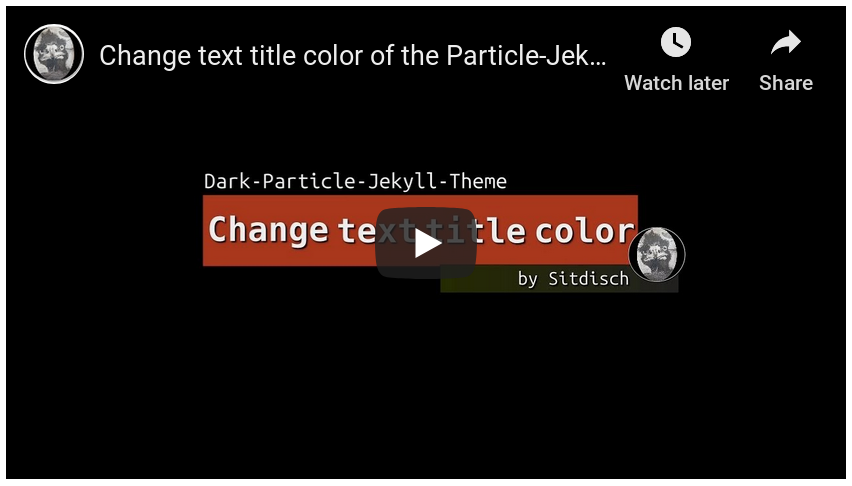 Change text title color of the Particle-Jek...
Watch later
Share
Dark-Particle-Jekyll-Theme
Change text title color
by Sitdisch